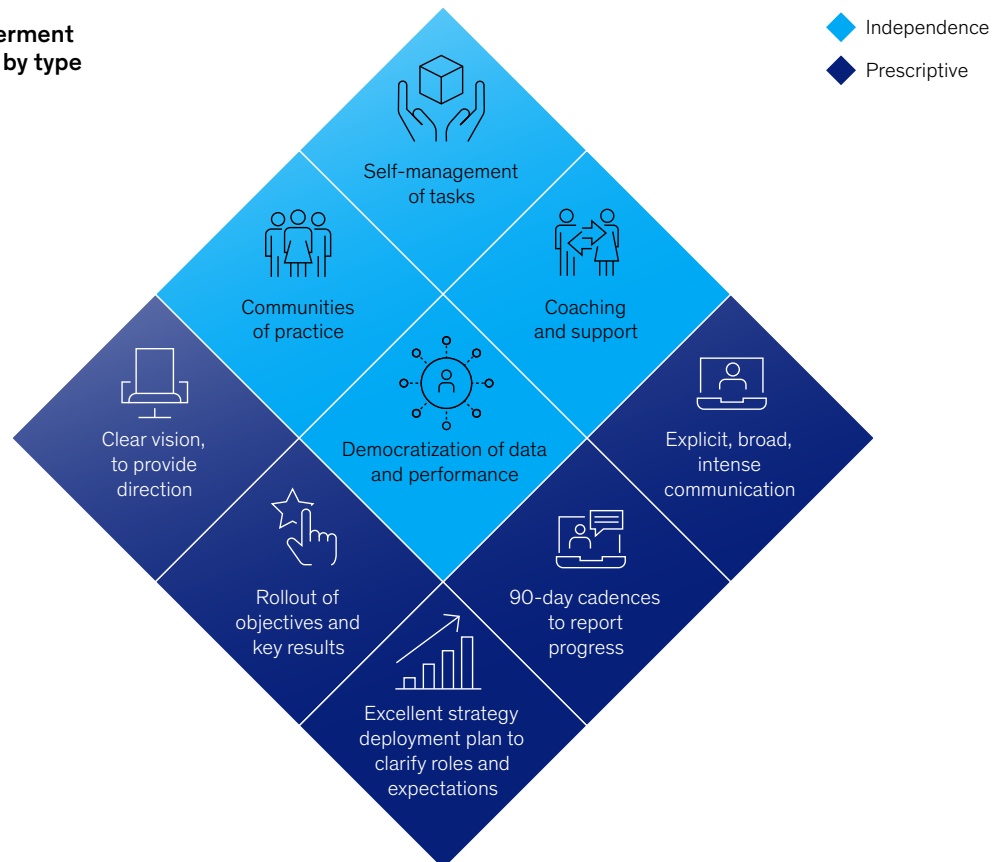 by type
Independence
Prescriptive
Self-management
of tasks
Communities
of practice
Coaching
and support
Clear vision,
to provide
direction
Democratization of data
and performance
Explicit, broad,
intense
communication
Rollout of
objectives and
key results
90-day cadences
to report
progress
Excellent strategy
deployment plan to
clarify roles and
expectations